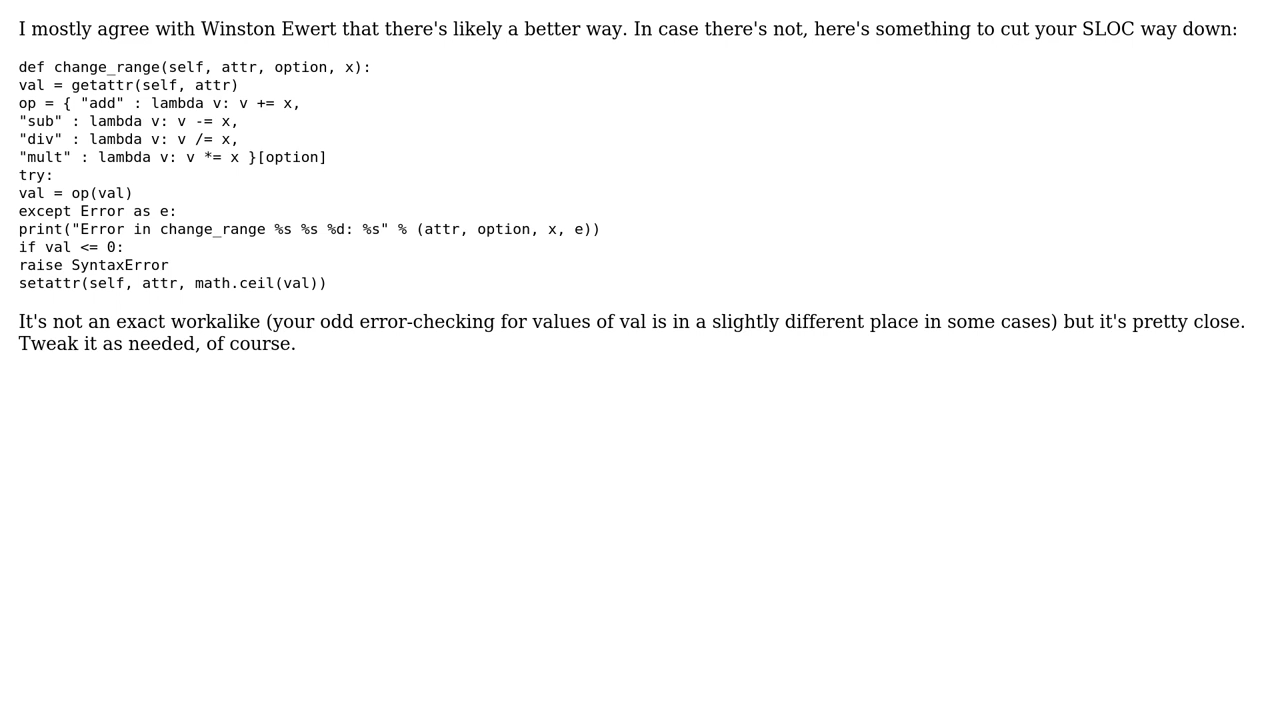 I mostly agree with Winston Ewert that there's likely a better way. In case there's not, here's something to cut your SLOC way down:
def change_range(self, attr, option, x):
val = getattr(self, attr)
op = { "add" : lambda v: v += x,
"sub" : lambda v: v -= x,
"div" : lambda v: v /= x,
"mult" : lambda v: v *= x }[option]
try:
val = op(val)
except Error as e:
print("Error in change_range %s %s %d: %s" % (attr, option, x, e))
if val <= 0:
raise SyntaxError
setattr(self, attr, math.ceil(val))
It's not an exact workalike (your odd error-checking for values of val is in a slightly different place in some cases) but it's pretty close.
Tweak it as needed, of course.